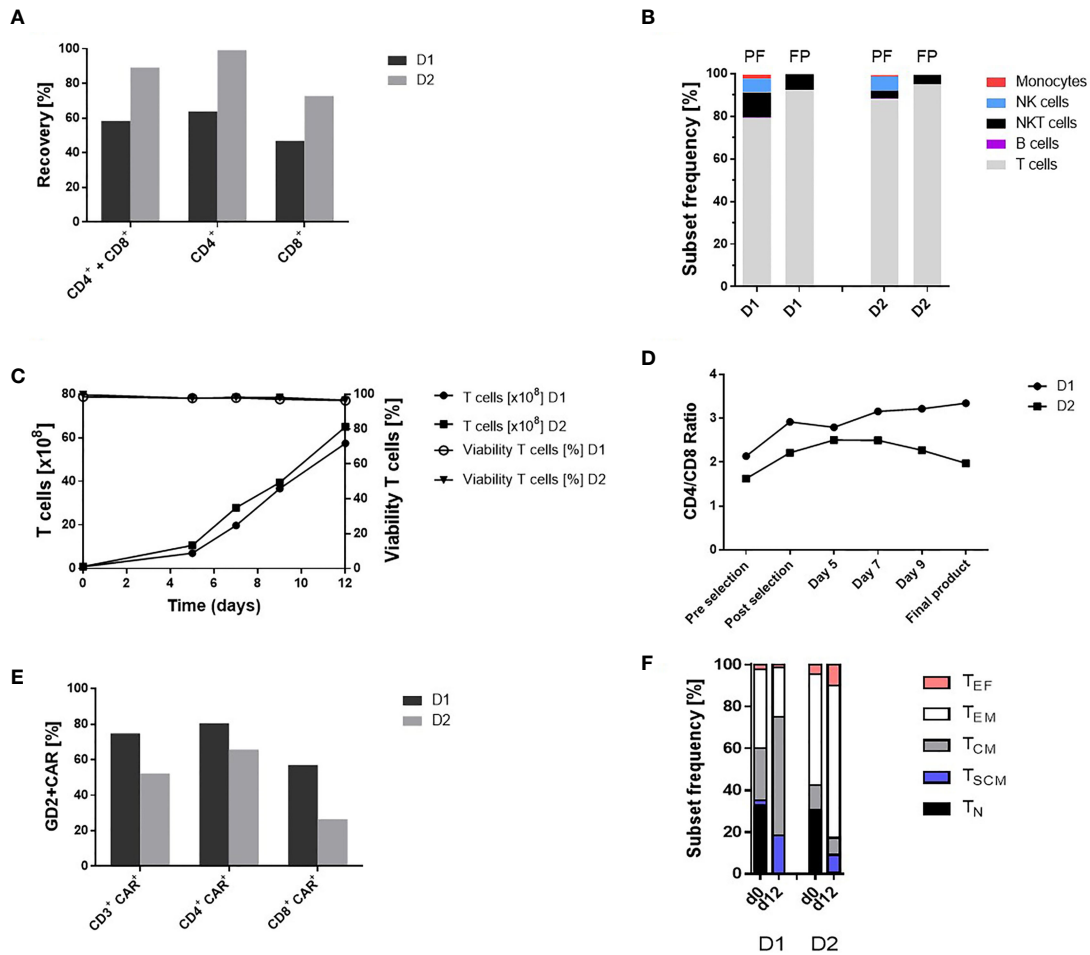 A
Recovery [%]
100
80
60
40
20
0
CD4+ + CD8+
CD4+
CD8+
D1
D2
B
Subset frequency [%]
PF FP PF FP
100
80
60
40
20
0
D1 D1 D2 D2
Monocytes
NK cells
NKT cells
B cells
T cells
C
T cells [x10⁸]
80
60
40
20
0
0 2 4 6 8 10 12
Time (days)
100
80
60
40
20
0
Viability T cells [%]
T cells [x10⁸] D1
T cells [x10⁸] D2
Viability T cells [%] D1
Viability T cells [%] D2
D
CD4/CD8 Ratio
4
3
2
1
0
Pre selection
Post selection
Day 5
Day 7
Day 9
Final product
D1
D2
E
GD2+CAR [%]
100
80
60
40
20
0
CD3+ CAR+
CD4+ CAR+
CD8+ CAR+
D1
D2
F
Subset frequency [%]
100
80
60
40
20
0
d0 d12 d0 d12
D1 D2
TEF
TEM
TCM
TSCM
TN